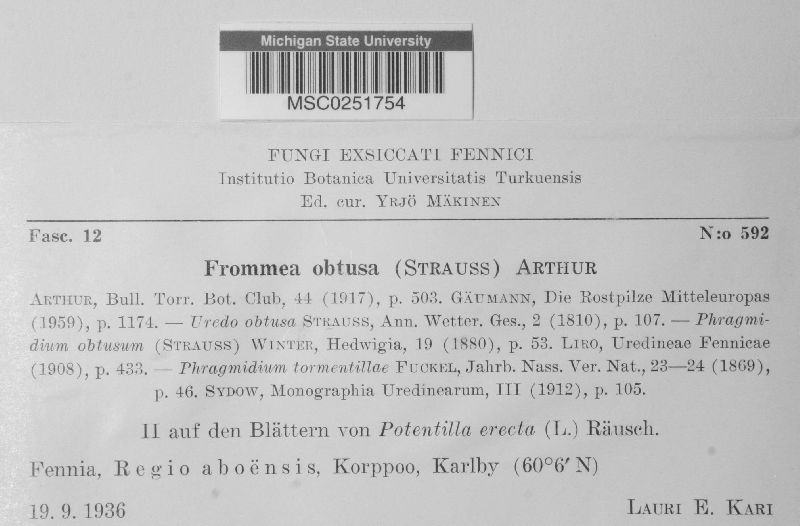 Michigan State University
MSC0251754
FUNGI EXSICCATI FENNICI
Institutio Botanica Universitatis Turkuensis
Ed. cur. YRJÖ MÄKINEN
Fasc. 12 N:o 592
Frommea obtusa (STRAUSS) ARTHUR
ARTHUR, Bull. Torr. Bot. Club, 44 (1917), p. 503. GÄUMANN, Die Rostpilze Mitteleuropas
(1959), p. 1174. — Uredo obtusa STRAUSS, Ann. Wetter. Ges., 2 (1810), p. 107. — Phragmi-
dium obtusum (STRAUSS) WINTER, Hedwigia, 19 (1880), p. 53. LIRO, Uredineae Fennicae
(1908), p. 433. — Phragmidium tormentillae FUCKEL, Jahrb. Nass. Ver. Nat., 23—24 (1869),
p. 46. SYDOW, Monographia Uredinearum, III (1912), p. 105.
II auf den Blättern von Potentilla erecta (L.) Räusch.
Fennia, Regio aboënsis, Korppoo, Karlby (60°6′ N)
19. 9. 1936 LAURI E. KARI